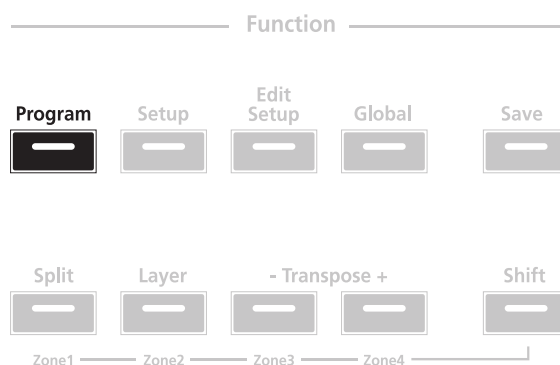 Function
Program Setup Edit Setup Global Save
Split Layer - Transpose + Shift
Zone1 Zone2 Zone3 Zone4